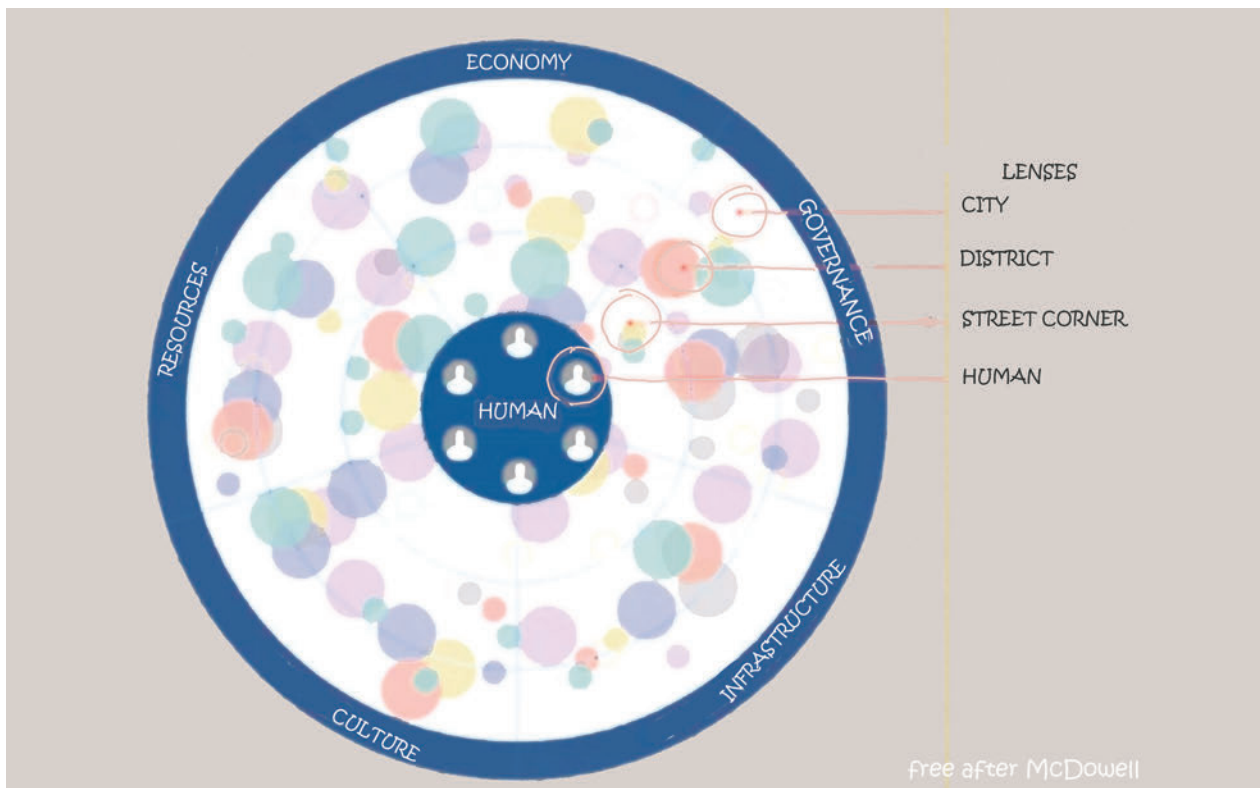 ECONOMY
GOVERNANCE
INFRASTRUCTURE
CULTURE
RESOURCES
HUMAN
LENSES
CITY
DISTRICT
STREET CORNER
HUMAN
free after McDowell